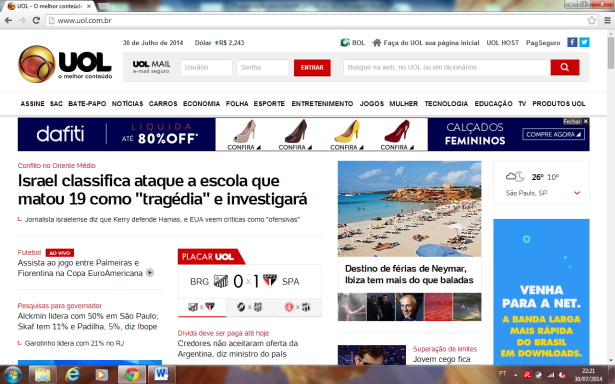 UOL - O melhor conteúdo
www.uol.com.br
30 de Julho de 2014 Dólar R$ 2,243
BOL Faça do UOL sua página inicial UOL HOST PagSeguro
UOL
o melhor conteúdo
UOL MAIL
e-mail seguro
Usuário Senha ENTRAR
Busque na web, no UOL ou em dicionários
ASSINE SAC BATE-PAPO NOTÍCIAS CARROS ECONOMIA FOLHA ESPORTE ENTRETENIMENTO JOGOS MULHER TECNOLOGIA EDUCAÇÃO TV PRODUTOS UOL
Fechar X
dafiti
LIQUIDA
ATÉ 80%OFF*
CONFIRA CONFIRA CONFIRA CONFIRA
CALÇADOS
FEMININOS
COMPRE AGORA
Conflito no Oriente Médio
Israel classifica ataque a escola que
matou 19 como "tragédia" e investigará
Jornalista israelense diz que Kerry defende Hamas, e EUA veem críticas como "ofensivas"
26º 10º
São Paulo, SP
Futebol AO VIVO
Assista ao jogo entre Palmeiras e
Fiorentina na Copa EuroAmericana
PLACAR UOL
BRG 0 x 1 SPA
Destino de férias de Neymar,
Ibiza tem mais do que baladas
Pesquisas para governador
Alckmin lidera com 50% em São Paulo;
Skaf tem 11% e Padilha, 5%, diz Ibope
Garotinho lidera com 21% no RJ
Dívida deve ser paga até hoje
Credores não aceitaram oferta da
Argentina, diz ministro do país
Superação de limites
Jovem cego fica
VENHA
PARA A NET.
A BANDA LARGA
MAIS RÁPIDA
DO BRASIL
EM DOWNLOADS.
PT
22:21
30/07/2014